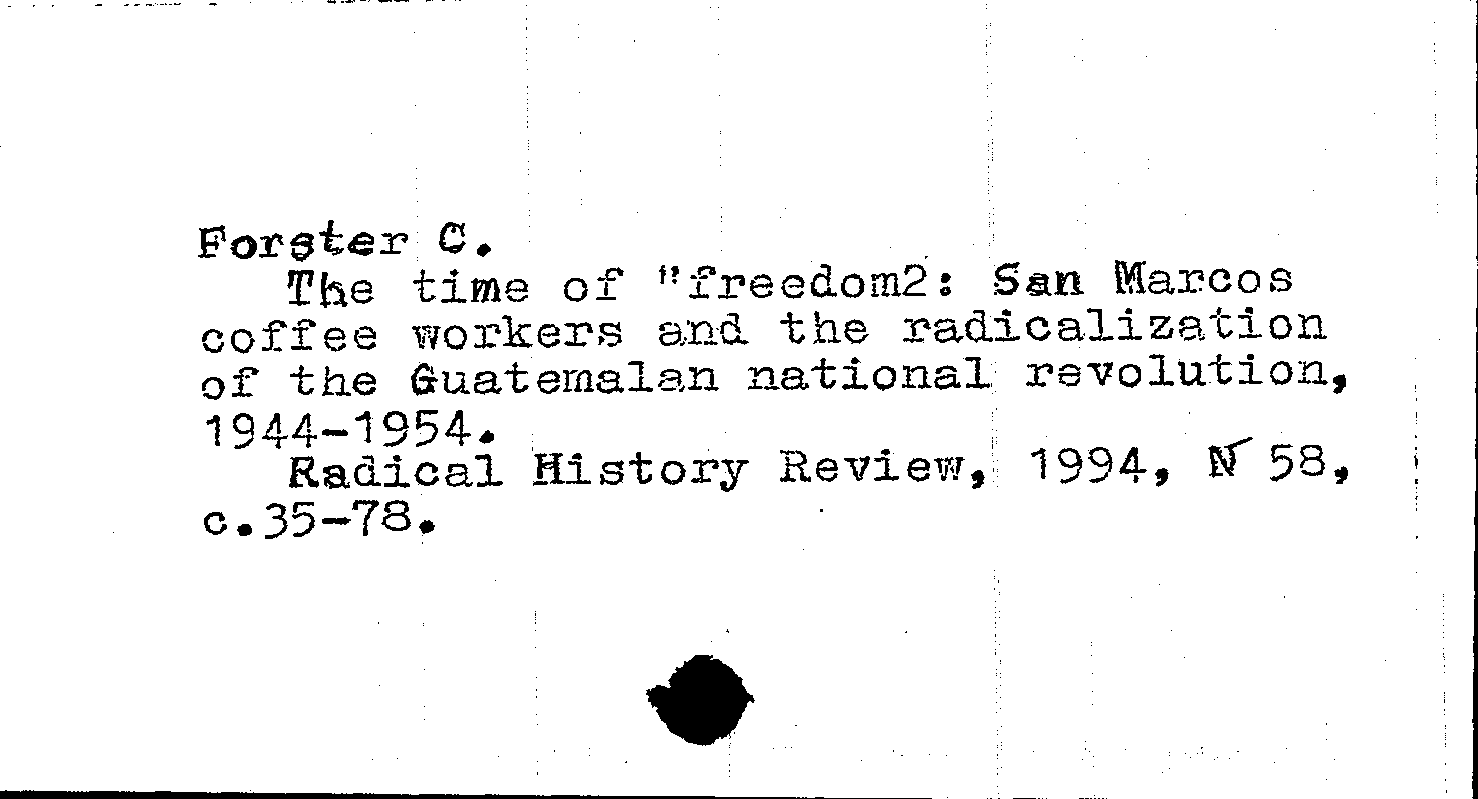 Forster C.
The time of "freedom2: San Marcos
coffee workers and the radicalization
of the Guatemalan national revolution,
1944-1954.
Radical History Review, 1994, N 58,
c.35-78.